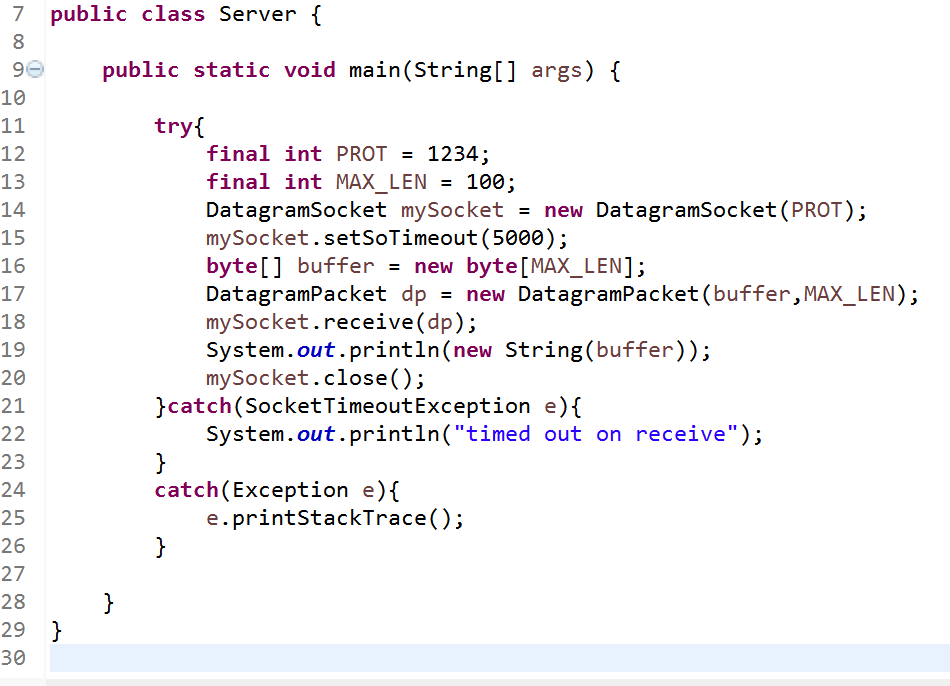 7 public class Server {
8
9 public static void main(String[] args) {
10
11 try{
12 final int PROT = 1234;
13 final int MAX_LEN = 100;
14 DatagramSocket mySocket = new DatagramSocket(PROT);
15 mySocket.setSoTimeout(5000);
16 byte[] buffer = new byte[MAX_LEN];
17 DatagramPacket dp = new DatagramPacket(buffer,MAX_LEN);
18 mySocket.receive(dp);
19 System.out.println(new String(buffer));
20 mySocket.close();
21 }catch(SocketTimeoutException e){
22 System.out.println("timed out on receive");
23 }
24 catch(Exception e){
25 e.printStackTrace();
26 }
27
28 }
29 }
30